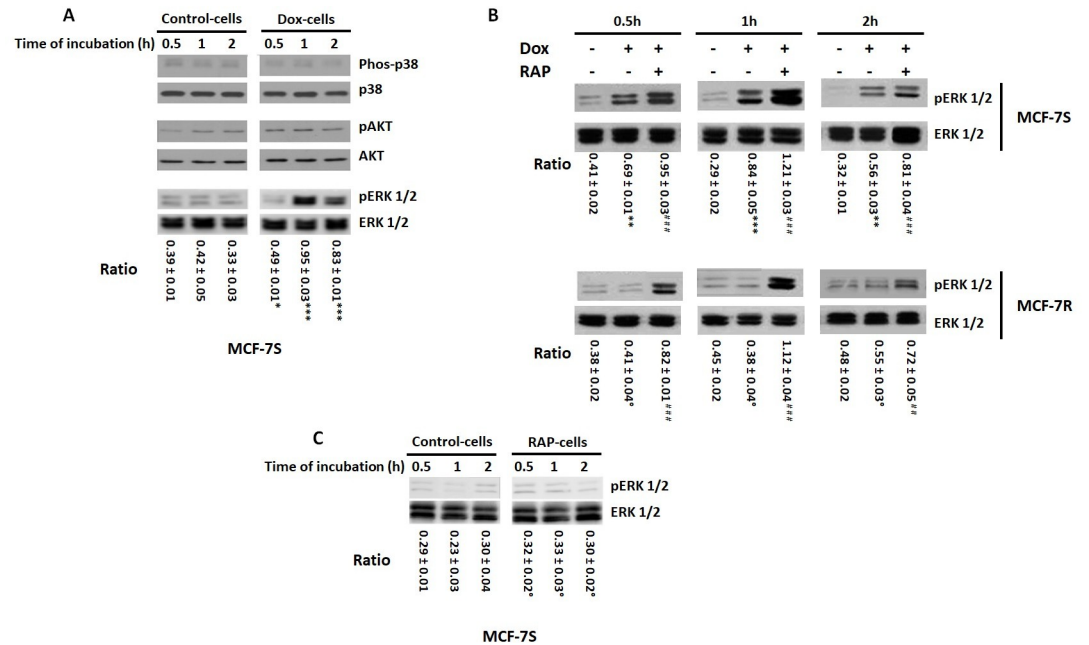 A
Control-cells Dox-cells
Time of incubation (h) 0.5 1 2 0.5 1 2
Phos-p38
p38
pAKT
AKT
pERK 1/2
ERK 1/2
Ratio
0.39 ± 0.01
0.42 ± 0.05
0.33 ± 0.03
0.49 ± 0.01*
0.95 ± 0.03***
0.83 ± 0.01***
MCF-7S
B
0.5h 1h 2h
Dox - + + - + + - + +
RAP - - + - - + - - +
pERK 1/2
ERK 1/2
MCF-7S
Ratio
0.41 ± 0.02
0.69 ± 0.01**
0.95 ± 0.03###
0.29 ± 0.02
0.84 ± 0.05***
1.21 ± 0.03###
0.32 ± 0.01
0.56 ± 0.03**
0.81 ± 0.04###
pERK 1/2
ERK 1/2
MCF-7R
Ratio
0.38 ± 0.02
0.41 ± 0.04°
0.82 ± 0.01###
0.45 ± 0.02
0.38 ± 0.04°
1.12 ± 0.04###
0.48 ± 0.02
0.55 ± 0.03°
0.72 ± 0.05##
C
Control-cells RAP-cells
Time of incubation (h) 0.5 1 2 0.5 1 2
pERK 1/2
ERK 1/2
Ratio
0.29 ± 0.01
0.23 ± 0.03
0.30 ± 0.04
0.32 ± 0.02°
0.33 ± 0.03°
0.30 ± 0.02°
MCF-7S